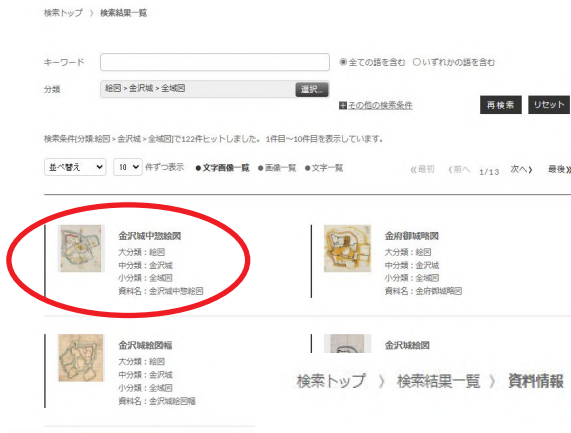 検索トップ 〉 検索結果一覧
キーワード ◉全ての語を含む ○いずれかの語を含む
分類 絵図 > 金沢城 > 全域図 選択...
+その他の検索条件 再検索 リセット
検索条件[分類:絵図 > 金沢城 > 全域図]で122件ヒットしました。1件目～10件目を表示しています。
並べ替え 10 件ずつ表示 ●文字画像一覧 ●画像一覧 ●文字一覧 《最初 〈前へ 1/13 次へ〉 最後》
金沢城中惣絵図
大分類：絵図
中分類：金沢城
小分類：全域図
資料名：金沢城中惣絵図
金府御城略図
大分類：絵図
中分類：金沢城
小分類：全域図
資料名：金府御城略図
金沢城絵図幅
大分類：絵図
中分類：金沢城
小分類：全域図
資料名：金沢城絵図幅
金沢城絵図
検索トップ 〉 検索結果一覧 〉 資料情報